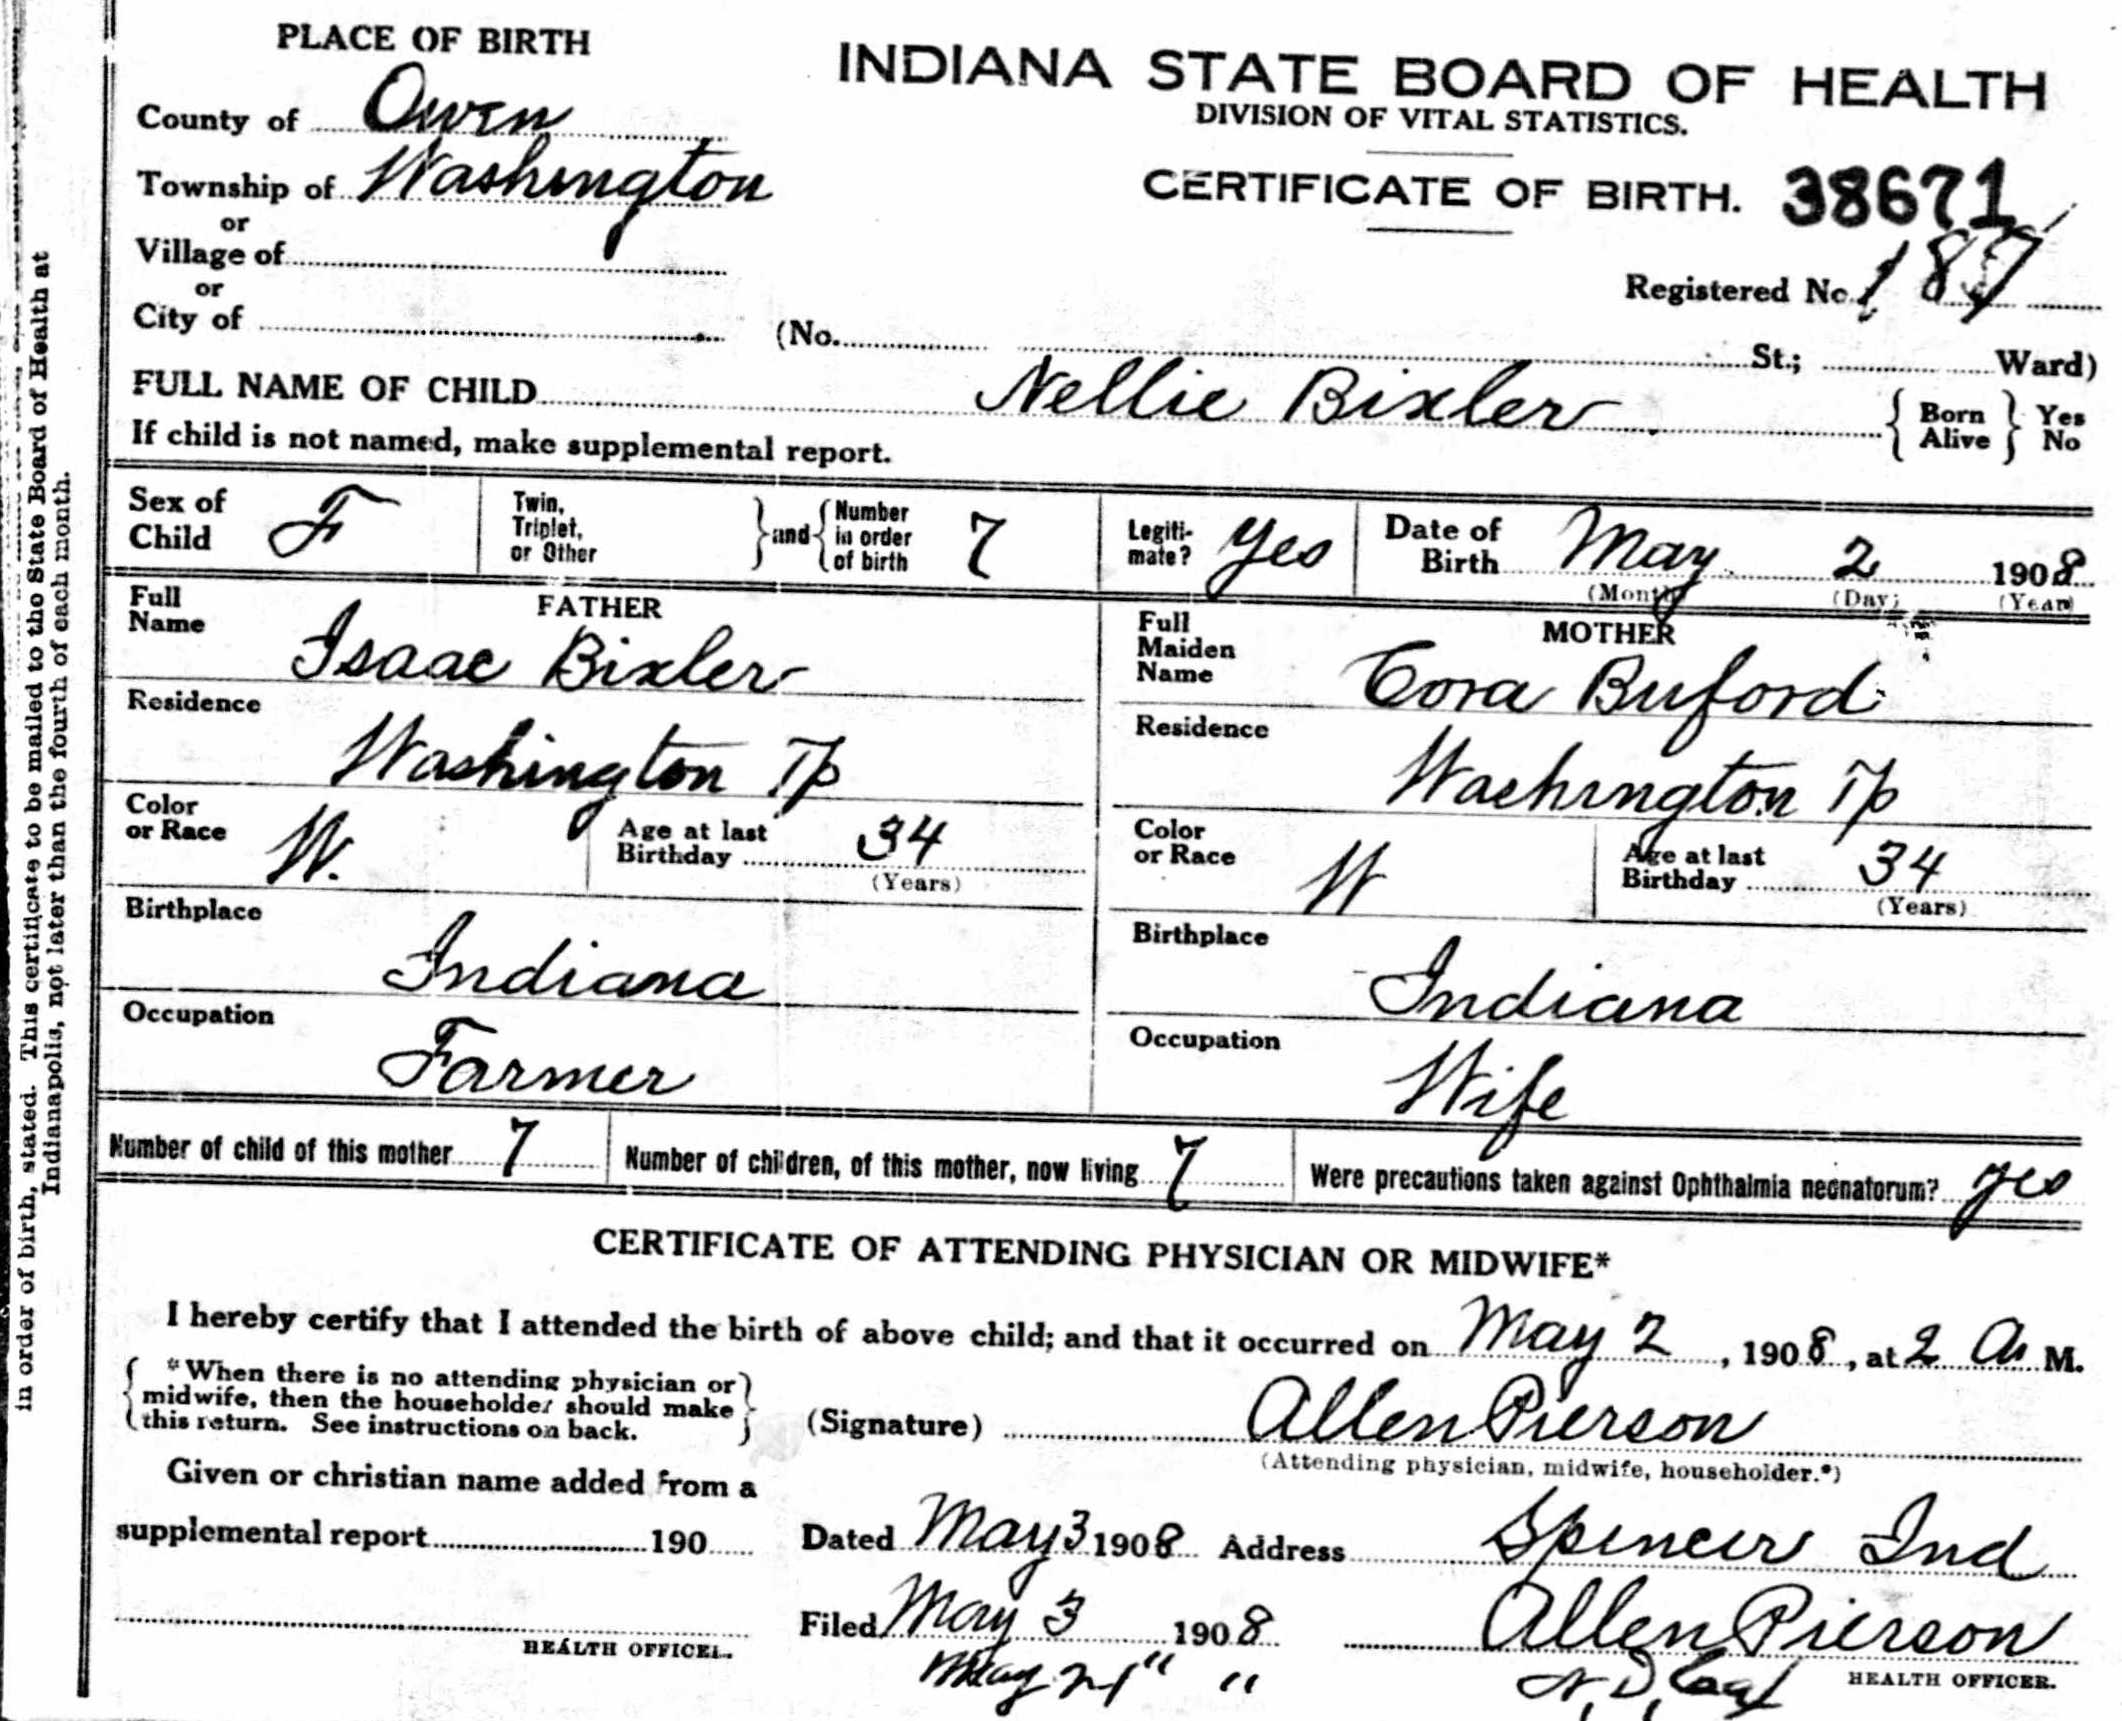 PLACE OF BIRTH
INDIANA STATE BOARD OF HEALTH
DIVISION OF VITAL STATISTICS.
County of Owen
CERTIFICATE OF BIRTH. 38671
Township of Washington
or
Village of
Registered No. 187
or
City of (No. St.; Ward)
FULL NAME OF CHILD Nellie Bixler { Born Alive } Yes No
If child is not named, make supplemental report.
Sex of Child F Twin, Triplet, or Other } and { Number in order of birth 7 Legiti-mate? Yes Date of Birth May 2 1908
(Month) (Day) (Year)
FATHER
Full Name Isaac Bixler
Residence
Washington Tp
Color or Race W. Age at last Birthday 34
(Years)
Birthplace
Indiana
Occupation
Farmer
MOTHER
Full Maiden Name Cora Buford
Residence
Washington Tp
Color or Race W Age at last Birthday 34
(Years)
Birthplace
Indiana
Occupation
Wife
Number of child of this mother 7 Number of children, of this mother, now living 7 Were precautions taken against Ophthalmia neonatorum? yes
CERTIFICATE OF ATTENDING PHYSICIAN OR MIDWIFE*
I hereby certify that I attended the birth of above child; and that it occurred on May 2, 1908, at 2 A. M.
{ *When there is no attending physician or
midwife, then the householder should make
this return. See instructions on back. }
(Signature) Allen Pierson
(Attending physician, midwife, householder.*)
Given or christian name added from a
supplemental report 190
Dated May 3 1908 Address Spencer Ind
Filed May 3 1908 Allen Pierson
HEALTH OFFICER.
HEALTH OFFICER.
May " "
in order of birth, stated. This certificate to be mailed to the State Board of Health at
Indianapolis, not later than the fourth of each month.